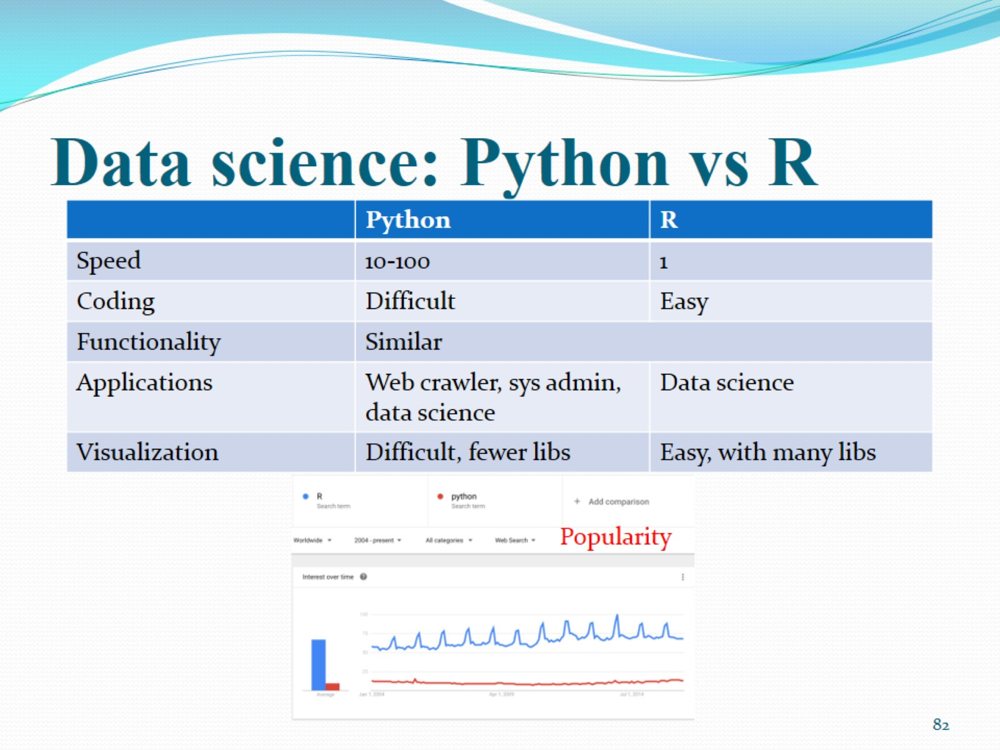 Data science: Python vs R
Python R
Speed 10-100 1
Coding Difficult Easy
Functionality Similar
Applications Web crawler, sys admin, Data science
data science
Visualization Difficult, fewer libs Easy, with many libs
R python + Add comparison
Search term Search term
Popularity
Worldwide 2004 - present All categories Web Search
Interest over time
100
75
50
25
Average Jan 1, 2004 Apr 1, 2009 Jul 1, 2014
82